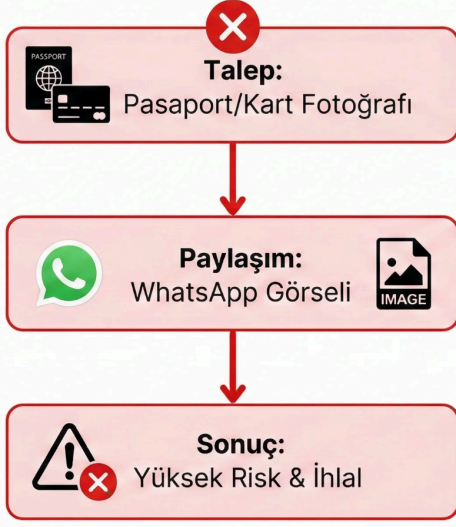 PASSPORT
Talep:
Pasaport/Kart Fotoğrafı
Paylaşım:
WhatsApp Görseli
IMAGE
Sonuç:
Yüksek Risk & İhlal